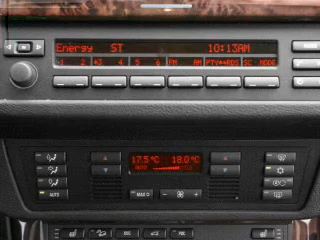 Energy ST 10:13AM
1 2 *3 4 5 6 FM AM PTY**RDS SC MODE
17.5 °C 18.0 °C
AUTO MAX